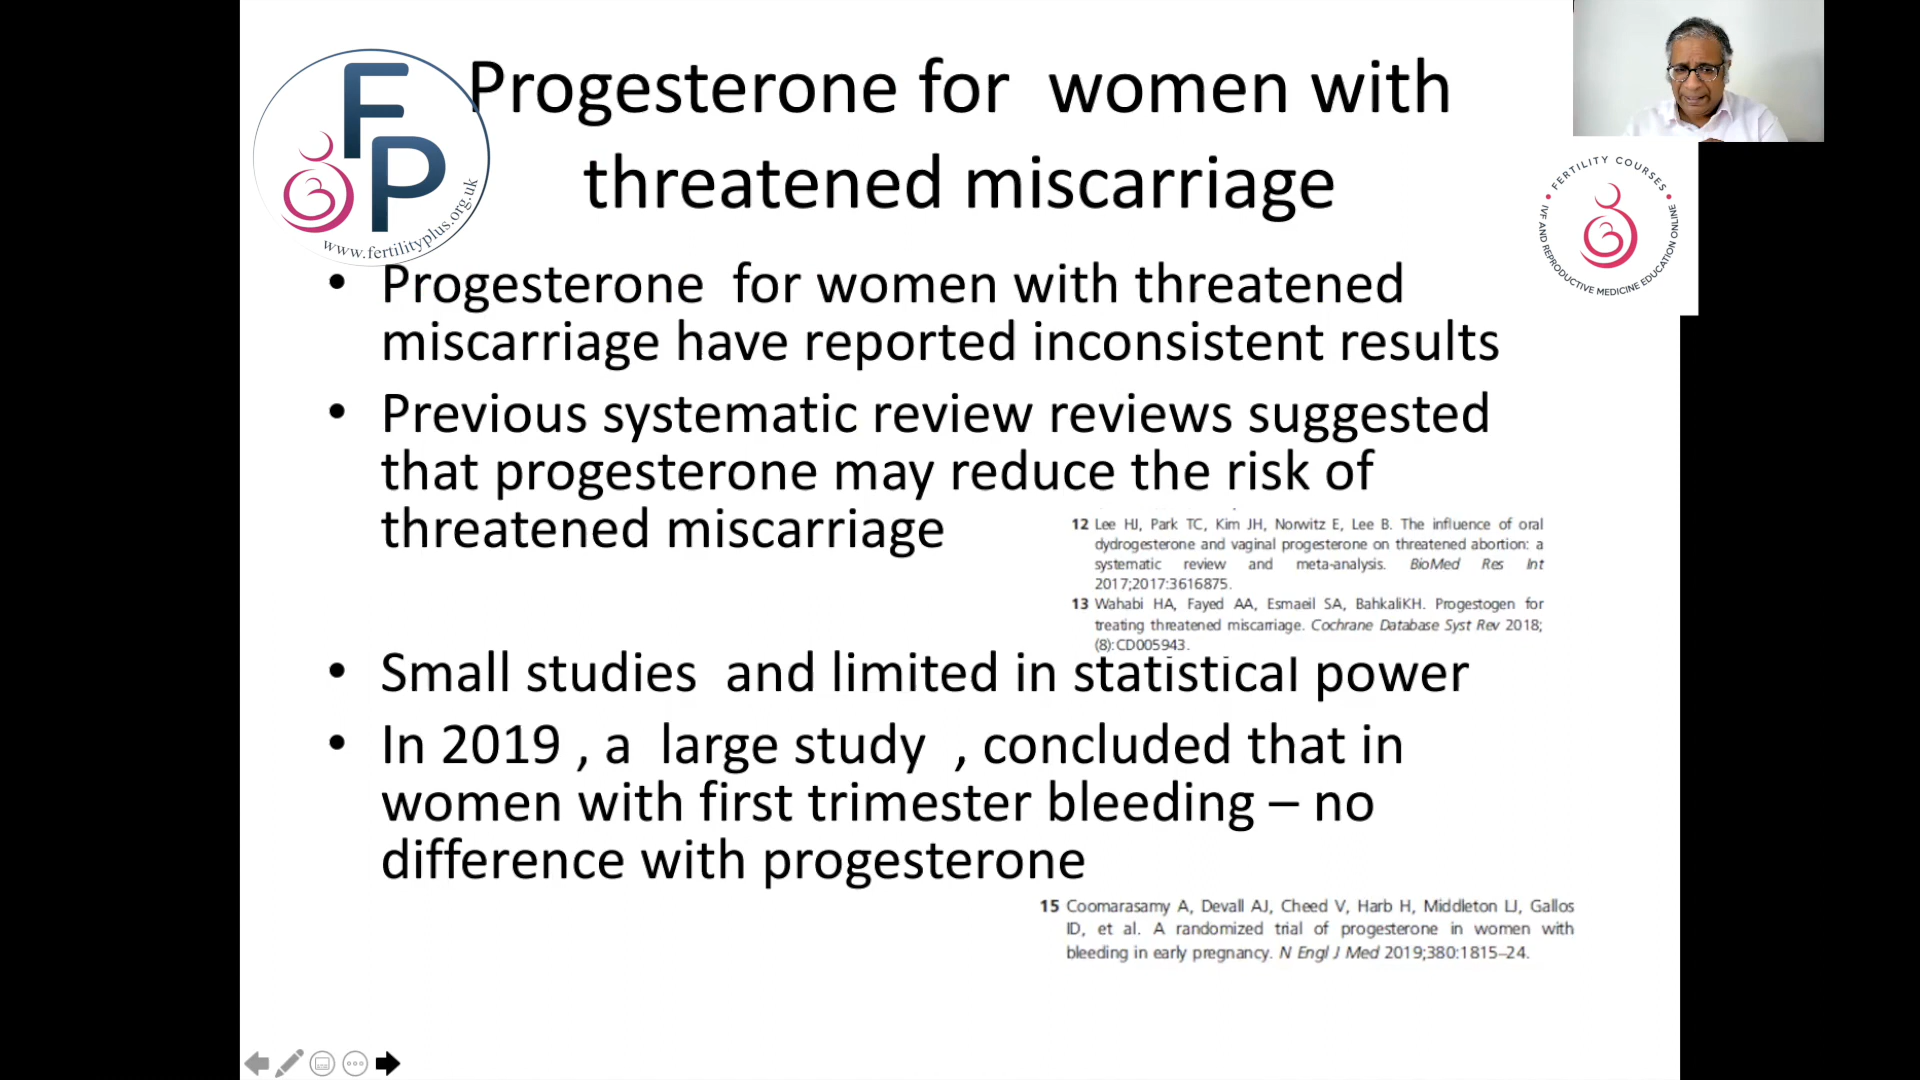 FP
www.fertilityplus.org.uk
Progesterone for women with
threatened miscarriage
FERTILITY COURSES
IVF AND REPRODUCTIVE MEDICINE EDUCATION ONLINE
• Progesterone for women with threatened
miscarriage have reported inconsistent results
• Previous systematic review reviews suggested
that progesterone may reduce the risk of
threatened miscarriage
12 Lee HJ, Park TC, Kim JH, Norwitz E, Lee B. The influence of oral
dydrogesterone and vaginal progesterone on threatened abortion: a
systematic review and meta-analysis. BioMed Res Int
2017;2017:3616875.
13 Wahabi HA, Fayed AA, Esmaeil SA, BahkaliKH. Progestogen for
treating threatened miscarriage. Cochrane Database Syst Rev 2018;
(8):CD005943.
• Small studies and limited in statistical power
• In 2019 , a large study , concluded that in
women with first trimester bleeding – no
difference with progesterone
15 Coomarasamy A, Devall AJ, Cheed V, Harb H, Middleton LJ, Gallos
ID, et al. A randomized trial of progesterone in women with
bleeding in early pregnancy. N Engl J Med 2019;380:1815–24.